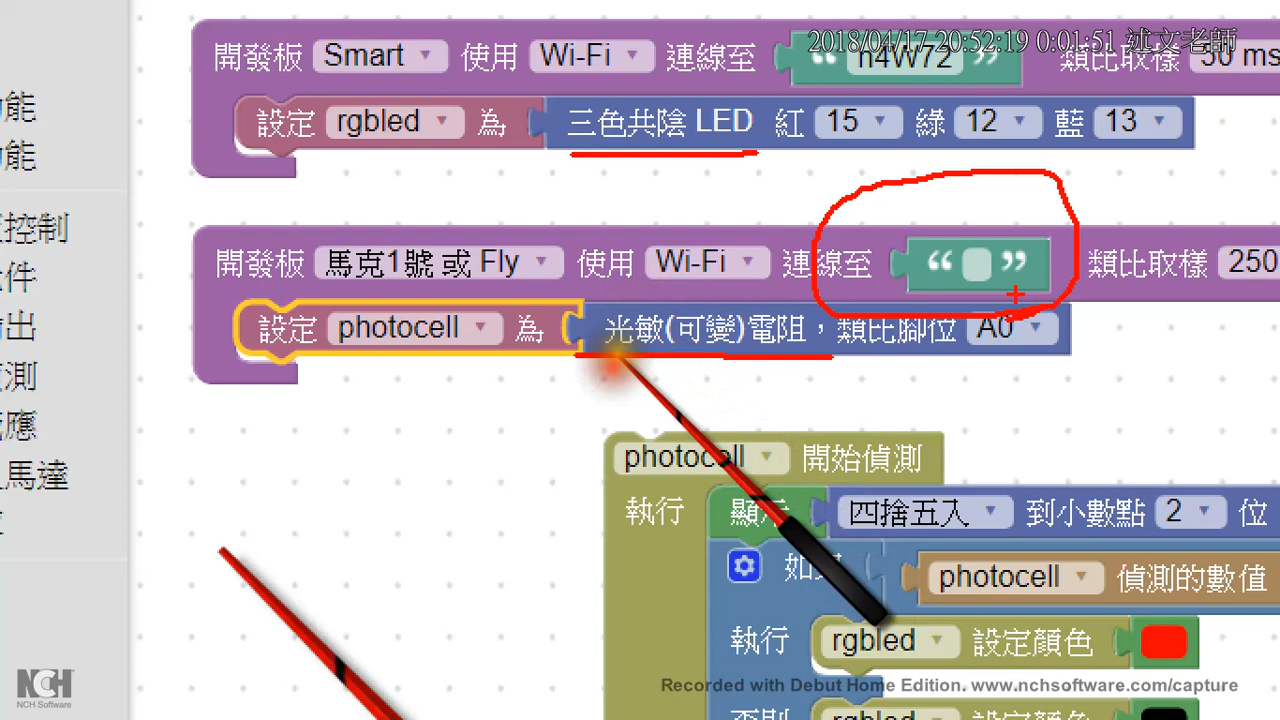 2018/04/17 20:52:19 0:01:51 述文老師
開發板 Smart 使用 Wi-Fi 連線至 “ n4W72 ” 類比取樣 50 ms
設定 rgbled 為 三色共陰 LED 紅 15 綠 12 藍 13
開發板 馬克1號 或 Fly 使用 Wi-Fi 連線至 “ ” 類比取樣 250
設定 photocell 為 光敏(可變)電阻，類比腳位 A0
photocell 開始偵測
執行 顯示 四捨五入 到小數點 2 位
如果 photocell 偵測的數值
執行 rgbled 設定顏色
否則 rgbled 設定顏色
功能
功能
控制
件
出
偵測
應
馬達
NCH
NCH Software
Recorded with Debut Home Edition. www.nchsoftware.com/capture